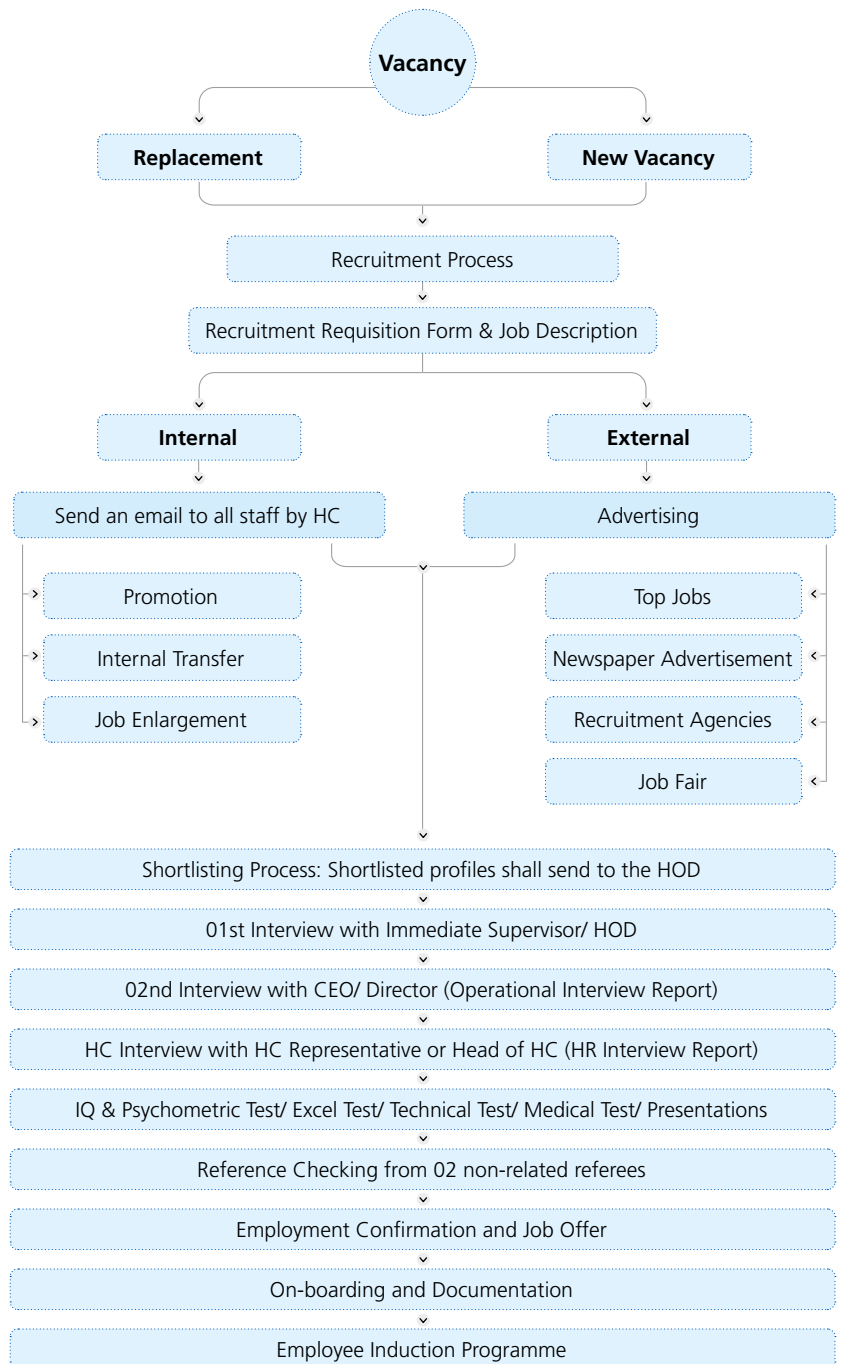 Vacancy
Replacement
New Vacancy
Recruitment Process
Recruitment Requisition Form & Job Description
Internal
External
Send an email to all staff by HC
Advertising
Promotion
Top Jobs
Internal Transfer
Newspaper Advertisement
Job Enlargement
Recruitment Agencies
Job Fair
Shortlisting Process: Shortlisted profiles shall send to the HOD
01st Interview with Immediate Supervisor/ HOD
02nd Interview with CEO/ Director (Operational Interview Report)
HC Interview with HC Representative or Head of HC (HR Interview Report)
IQ & Psychometric Test/ Excel Test/ Technical Test/ Medical Test/ Presentations
Reference Checking from 02 non-related referees
Employment Confirmation and Job Offer
On-boarding and Documentation
Employee Induction Programme